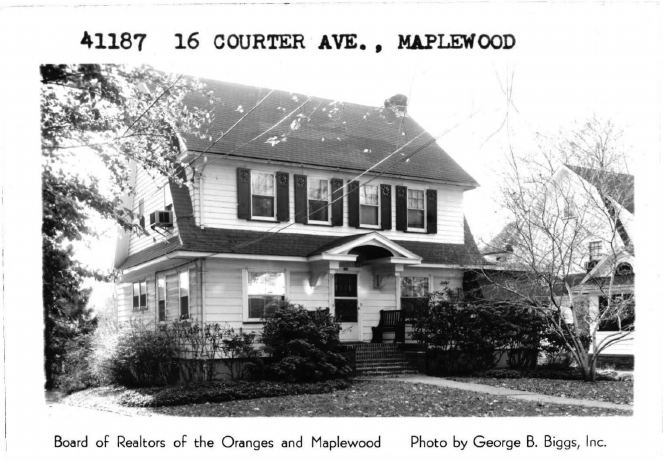 41187 16 COURTER AVE., MAPLEWOOD
Board of Realtors of the Oranges and Maplewood Photo by George B. Biggs, Inc.